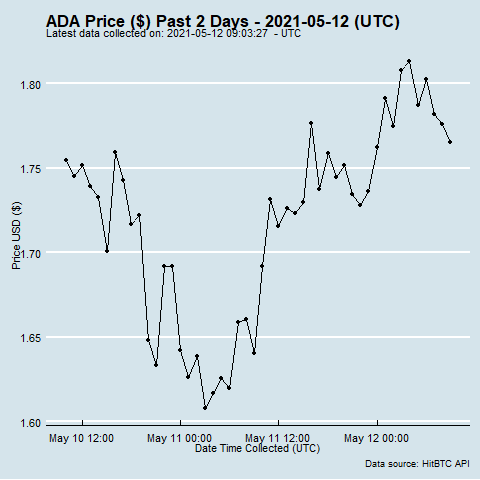 ADA Price ($) Past 2 Days - 2021-05-12 (UTC)
Latest data collected on: 2021-05-12 09:03:27 - UTC
1.80
1.75
1.70
1.65
1.60
Price USD ($)
May 10 12:00 May 11 00:00 May 11 12:00 May 12 00:00
Date Time Collected (UTC)
Data source: HitBTC API